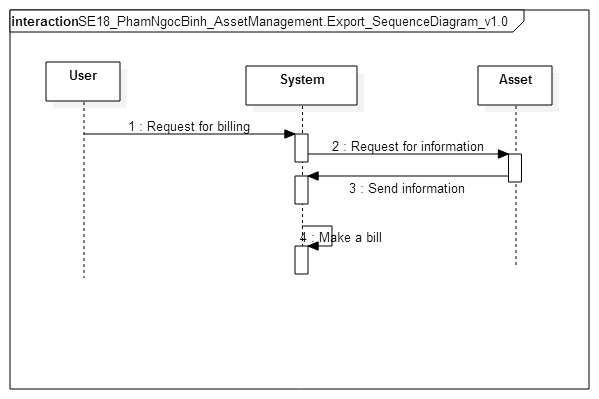 interactionSE18_PhamNgocBinh_AssetManagement.Export_SequenceDiagram_v1.0
User
System
Asset
1 : Request for billing
2 : Request for information
3 : Send information
4 : Make a bill